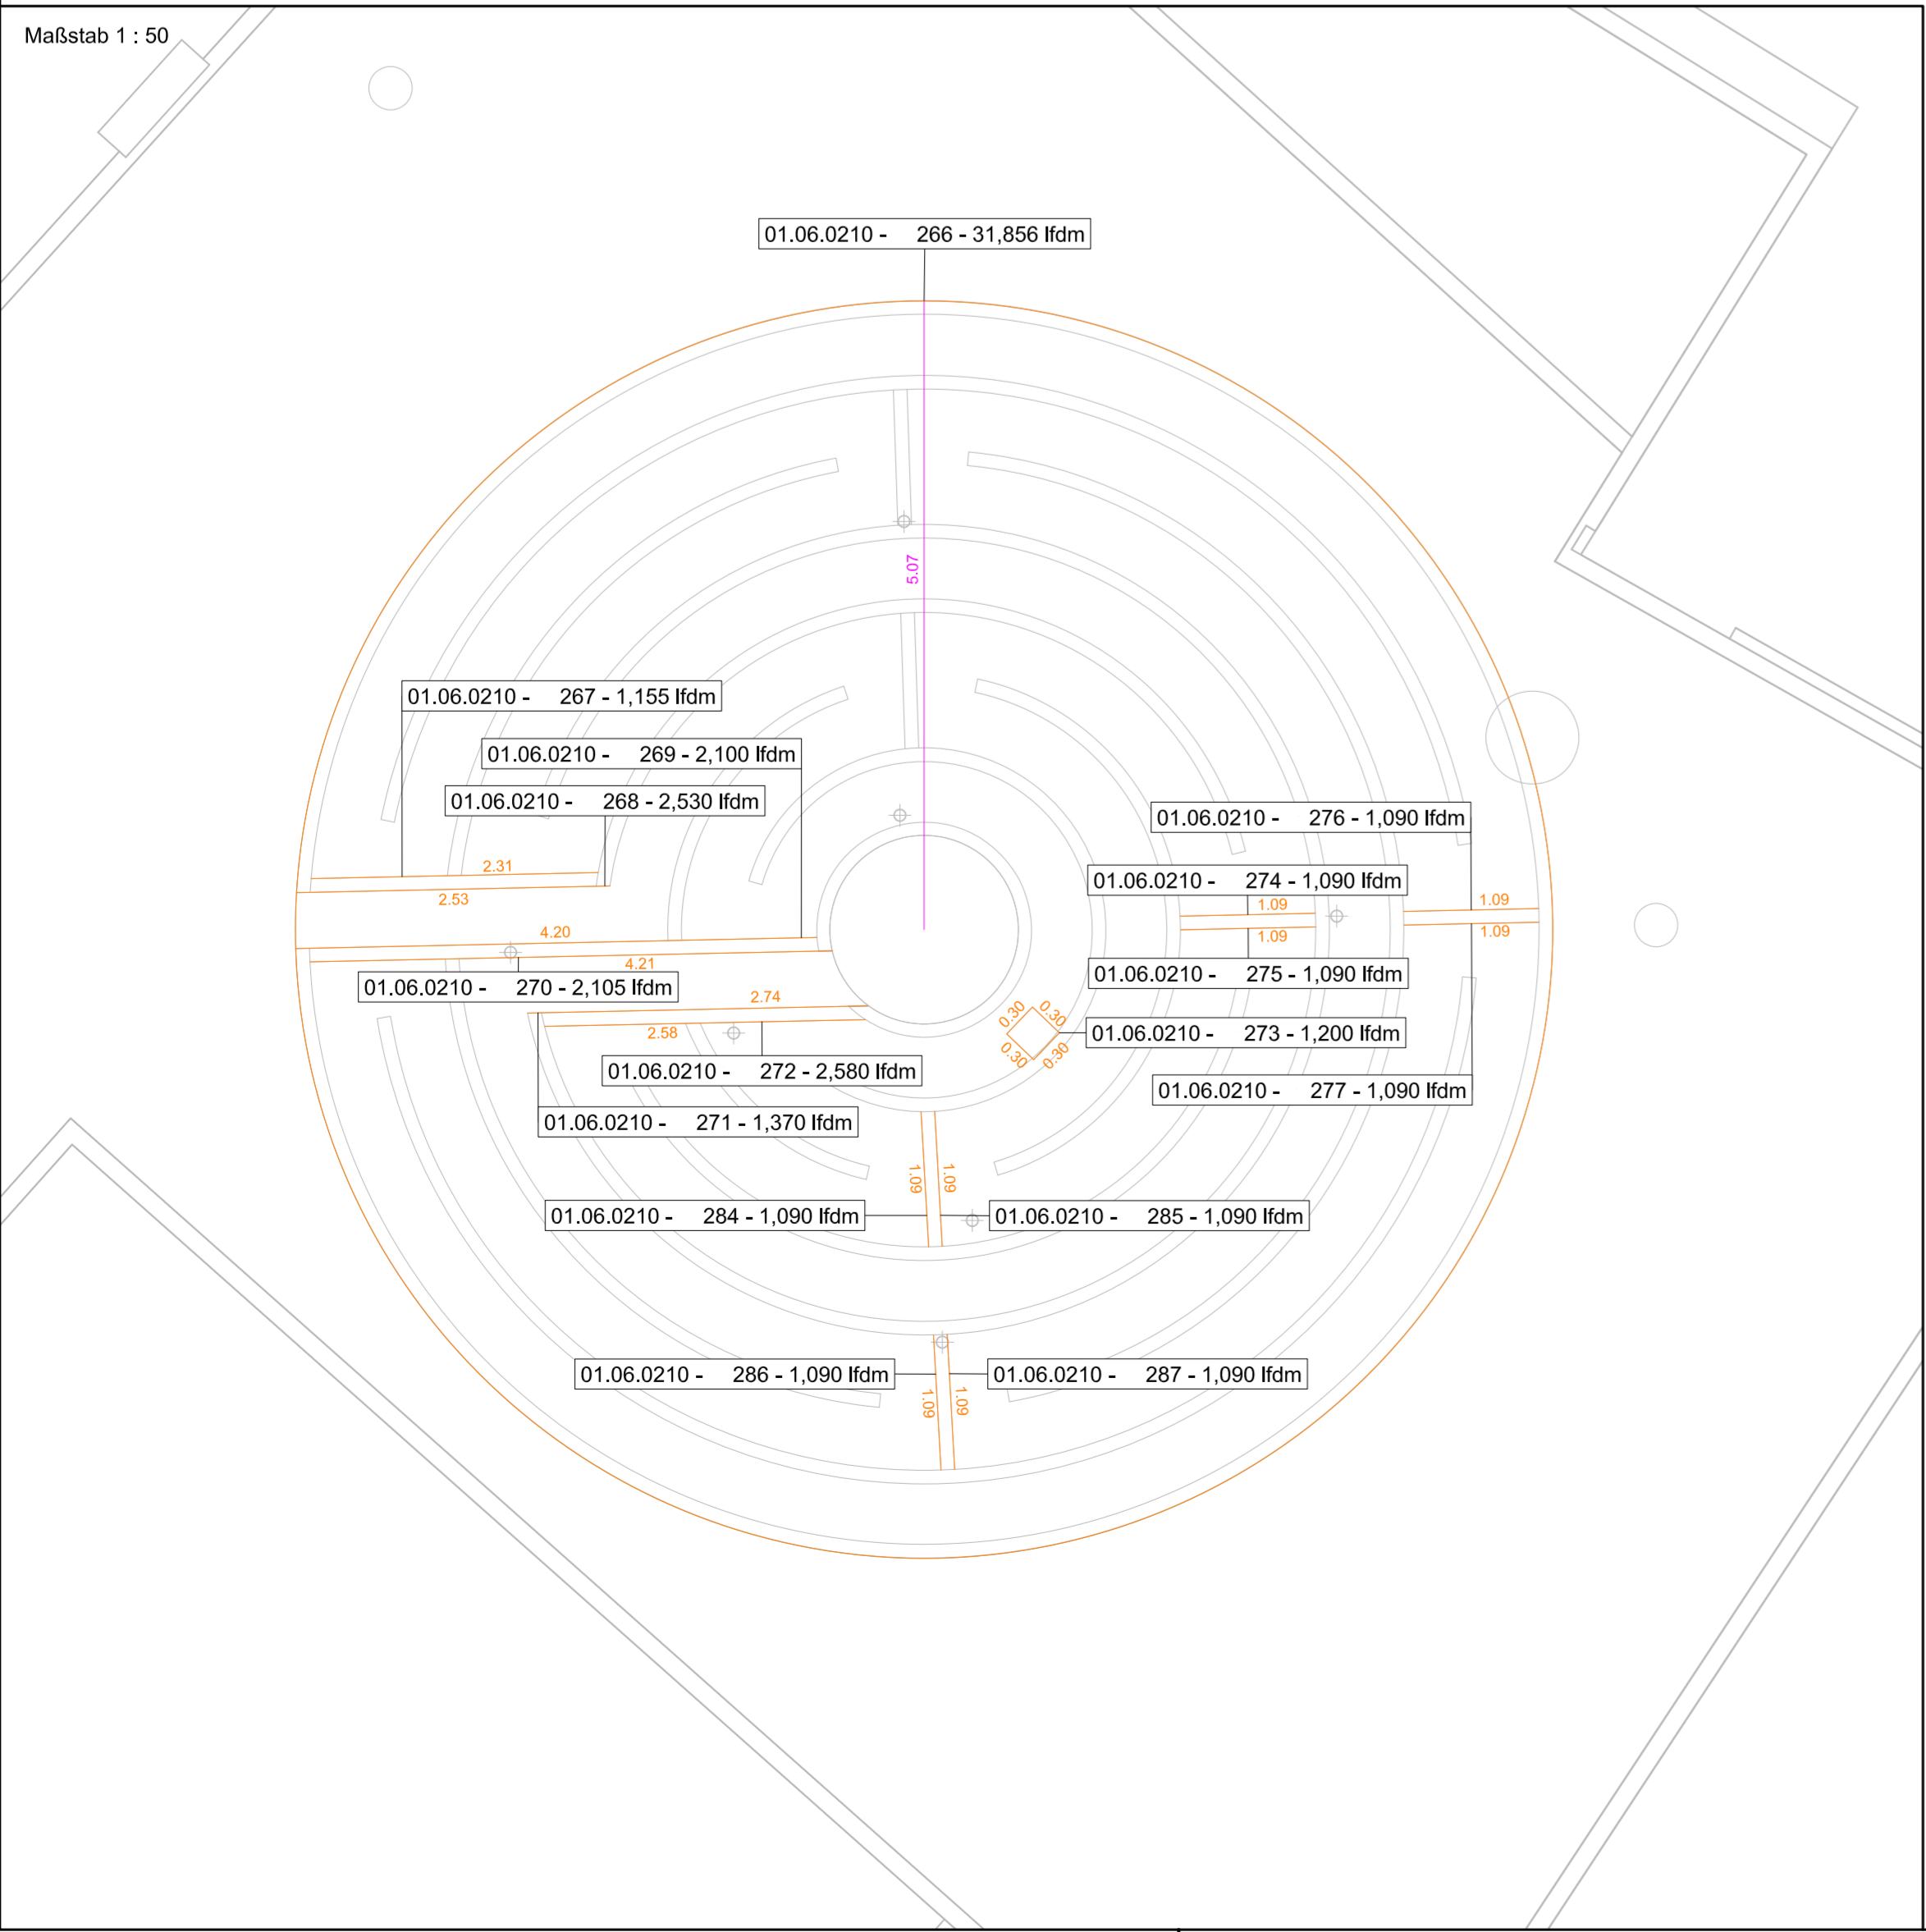 Maßstab 1 : 50
01.06.0210 - 266 - 31,856 lfdm
5.07
01.06.0210 - 267 - 1,155 lfdm
01.06.0210 - 269 - 2,100 lfdm
01.06.0210 - 268 - 2,530 lfdm
01.06.0210 - 276 - 1,090 lfdm
2.31
01.06.0210 - 274 - 1,090 lfdm
2.53
1.09
1.09
4.20
1.09
1.09
4.21
01.06.0210 - 275 - 1,090 lfdm
01.06.0210 - 270 - 2,105 lfdm
2.74
0.30
0.30
2.58
01.06.0210 - 273 - 1,200 lfdm
0.30
0.30
01.06.0210 - 272 - 2,580 lfdm
01.06.0210 - 277 - 1,090 lfdm
01.06.0210 - 271 - 1,370 lfdm
1.09
1.09
01.06.0210 - 284 - 1,090 lfdm
01.06.0210 - 285 - 1,090 lfdm
01.06.0210 - 286 - 1,090 lfdm
01.06.0210 - 287 - 1,090 lfdm
1.09
1.09